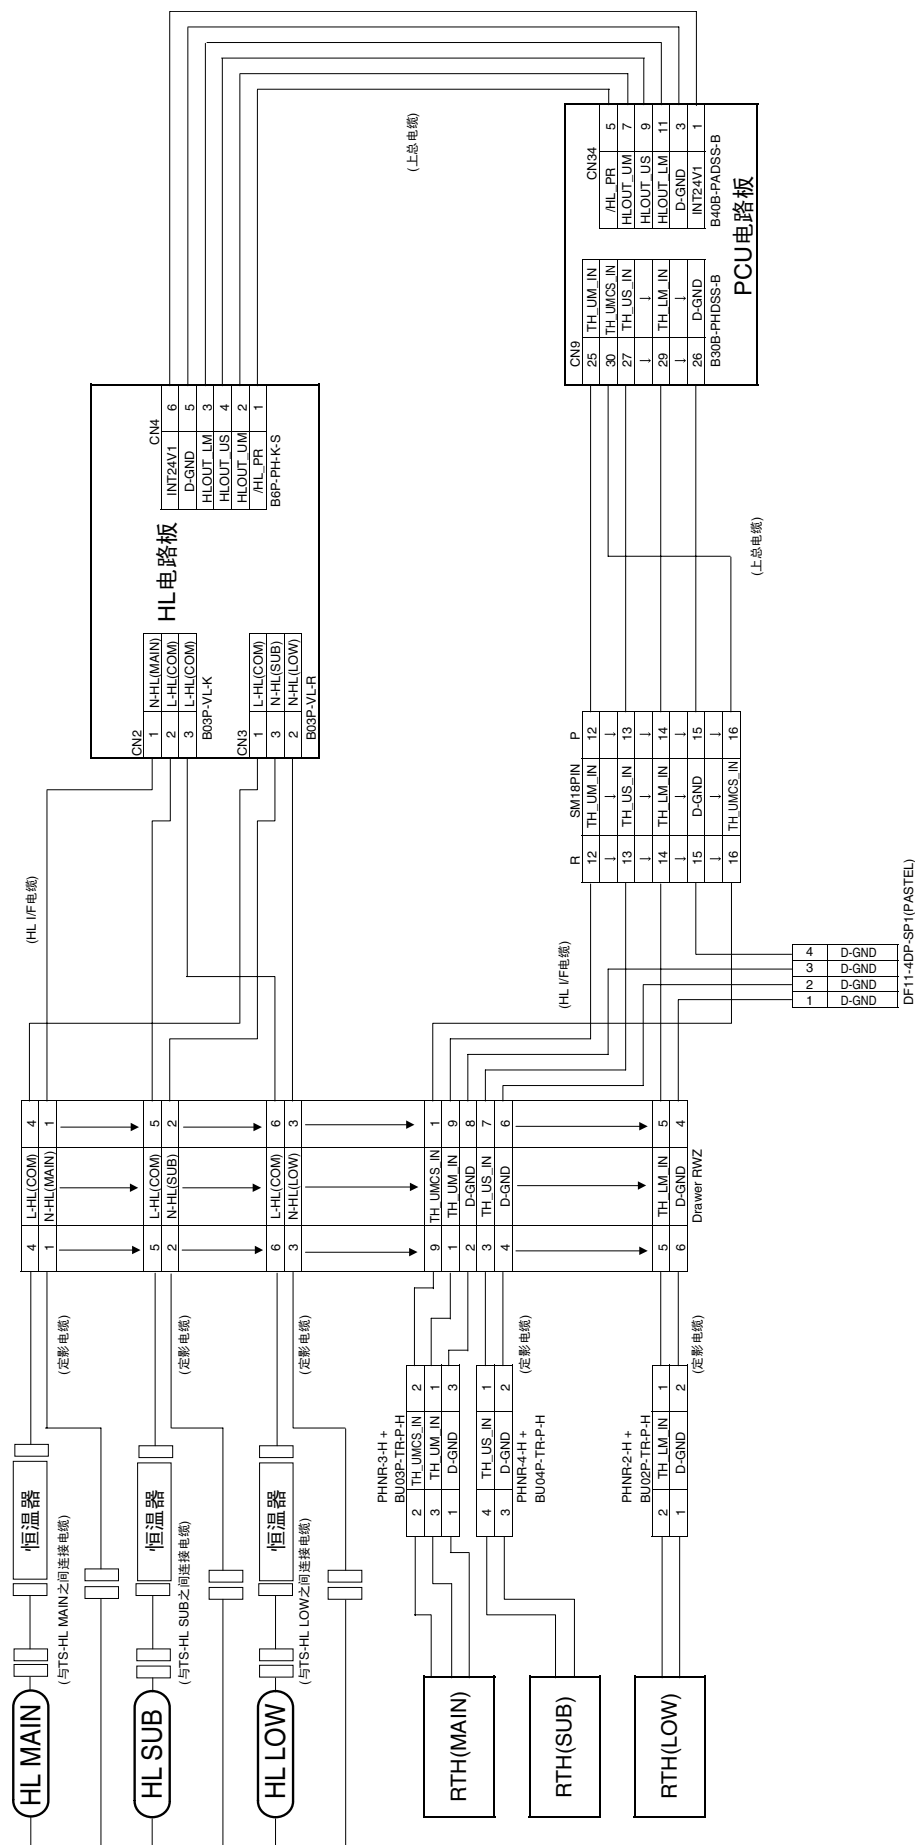 HL MAIN
(与TS-HL MAIN之间连接电缆)
恒温器
(定影电缆)
HL SUB
(与TS-HL SUB之间连接电缆)
恒温器
(定影电缆)
HL LOW
(与TS-HL LOW之间连接电缆)
恒温器
(定影电缆)
RTH(MAIN)
PHNR-3-H +
BU03P-TR-P-H
2 TH_UMCS_IN 2
3 TH_UM_IN 1
1 D-GND 3
RTH(SUB)
4 TH_US_IN 1
3 D-GND 2
PHNR-4-H +
BU04P-TR-P-H
(定影电缆)
RTH(LOW)
PHNR-2-H +
BU02P-TR-P-H
2 TH_LM_IN 1
1 D-GND 2
(定影电缆)
4 L-HL(COM) 4
1 N-HL(MAIN) 1
→ → →
5 L-HL(COM) 5
2 N-HL(SUB) 2
→ → →
6 L-HL(COM) 6
3 N-HL(LOW) 3
→ → →
9 TH_UMCS_IN 1
1 TH_UM_IN 9
2 D-GND 8
3 TH_US_IN 7
4 D-GND 6
→ → →
5 TH_LM_IN 5
6 D-GND 4
Drawer RWZ
(HL I/F电缆)
(HL I/F电缆)
4 D-GND
3 D-GND
2 D-GND
1 D-GND
DF11-4DP-SP1(PASTEL)
R SM18PIN P
12 TH_UM_IN 12
↓ ↓ ↓
13 TH_US_IN 13
↓ ↓ ↓
14 TH_LM_IN 14
↓ ↓ ↓
15 D-GND 15
↓ ↓ ↓
16 TH_UMCS_IN 16
(上总电缆)
HL电路板
CN2
1 N-HL(MAIN)
2 L-HL(COM)
3 L-HL(COM)
B03P-VL-K
CN3
1 L-HL(COM)
3 N-HL(SUB)
2 N-HL(LOW)
B03P-VL-R
CN4
INT24V1 6
D-GND 5
HLOUT_LM 3
HLOUT_US 4
HLOUT_UM 2
/HL_PR 1
B6P-PH-K-S
(上总电缆)
CN9
25 TH_UM_IN
30 TH_UMCS_IN
27 TH_US_IN
↓ ↓
29 TH_LM_IN
↓ ↓
26 D-GND
B30B-PHDSS-B
CN34
/HL_PR 5
HLOUT_UM 7
HLOUT_US 9
HLOUT_LM 11
D-GND 3
INT24V1 1
B40B-PADSS-B
PCU电路板